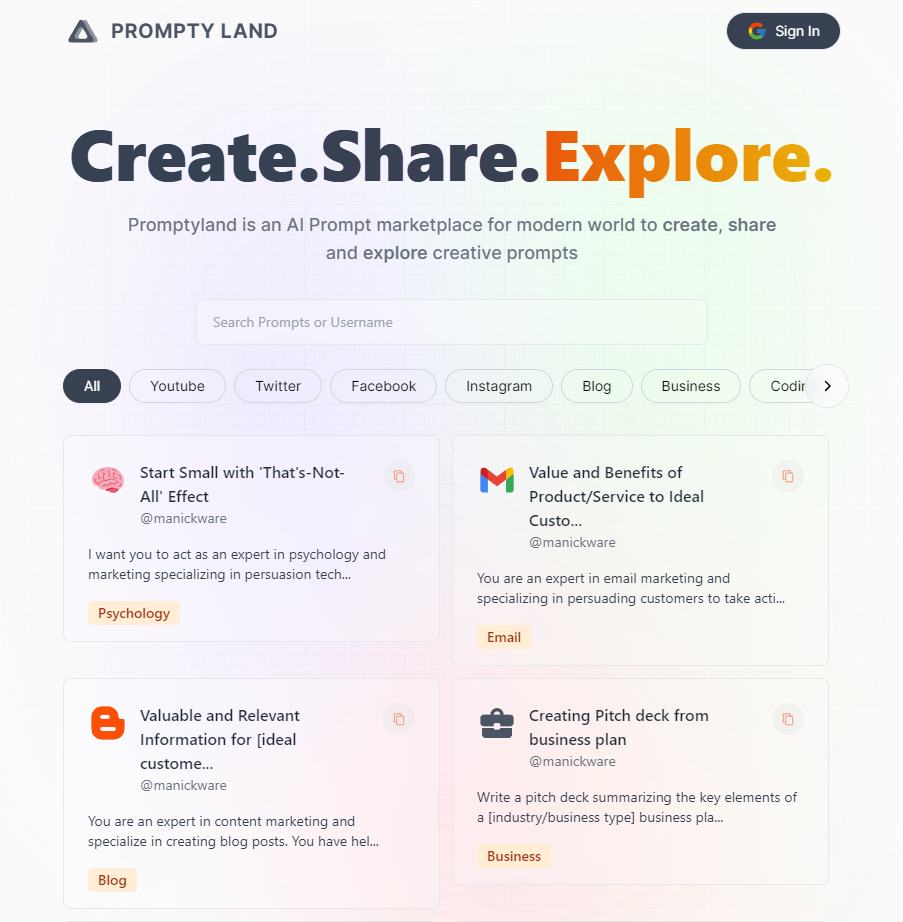 PROMPTY LAND
Sign In
Create.Share.Explore.
Promptyland is an AI Prompt marketplace for modern world to create, share
and explore creative prompts
Search Prompts or Username
All
Youtube
Twitter
Facebook
Instagram
Blog
Business
Codin
Start Small with 'That's-Not-
All' Effect
@manickware
I want you to act as an expert in psychology and
marketing specializing in persuasion tech...
Psychology
Value and Benefits of
Product/Service to Ideal
Custo...
@manickware
You are an expert in email marketing and
specializing in persuading customers to take acti...
Email
Valuable and Relevant
Information for [ideal
custome...
@manickware
You are an expert in content marketing and
specialize in creating blog posts. You have hel...
Blog
Creating Pitch deck from
business plan
@manickware
Write a pitch deck summarizing the key elements of
a [industry/business type] business pla...
Business